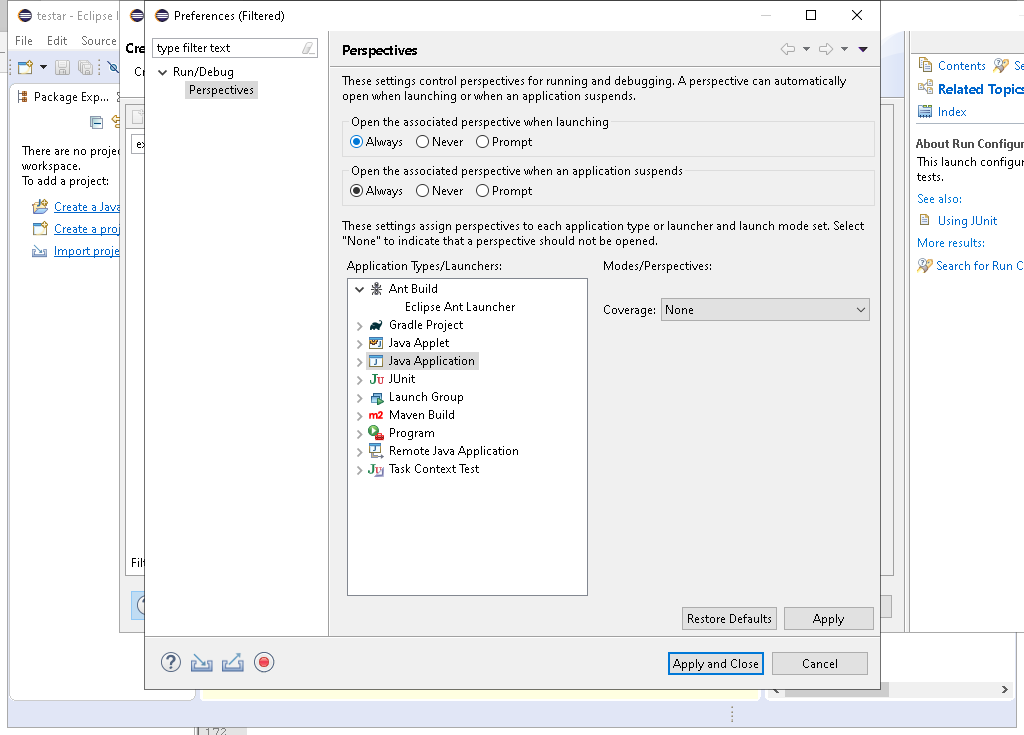 testar - Eclipse I
Preferences (Filtered)
File Edit Source
Cre
type filter text
Perspectives
Run/Debug
Perspectives
These settings control perspectives for running and debugging. A perspective can automatically
open when launching or when an application suspends.
Contents Se
Related Topics
Index
Package Exp...
Open the associated perspective when launching
Always Never Prompt
About Run Configur
This launch configur
tests.
There are no projec
workspace.
To add a project:
Open the associated perspective when an application suspends
Always Never Prompt
See also:
Using JUnit
More results:
Search for Run C
Create a Java
Create a proj
Import proje
These settings assign perspectives to each application type or launcher and launch mode set. Select
"None" to indicate that a perspective should not be opened.
Application Types/Launchers:
Modes/Perspectives:
Ant Build
Eclipse Ant Launcher
Coverage: None
Gradle Project
Java Applet
Java Application
Ju JUnit
Launch Group
m2 Maven Build
Program
Remote Java Application
Task Context Test
Filt
Restore Defaults Apply
Apply and Close Cancel
172